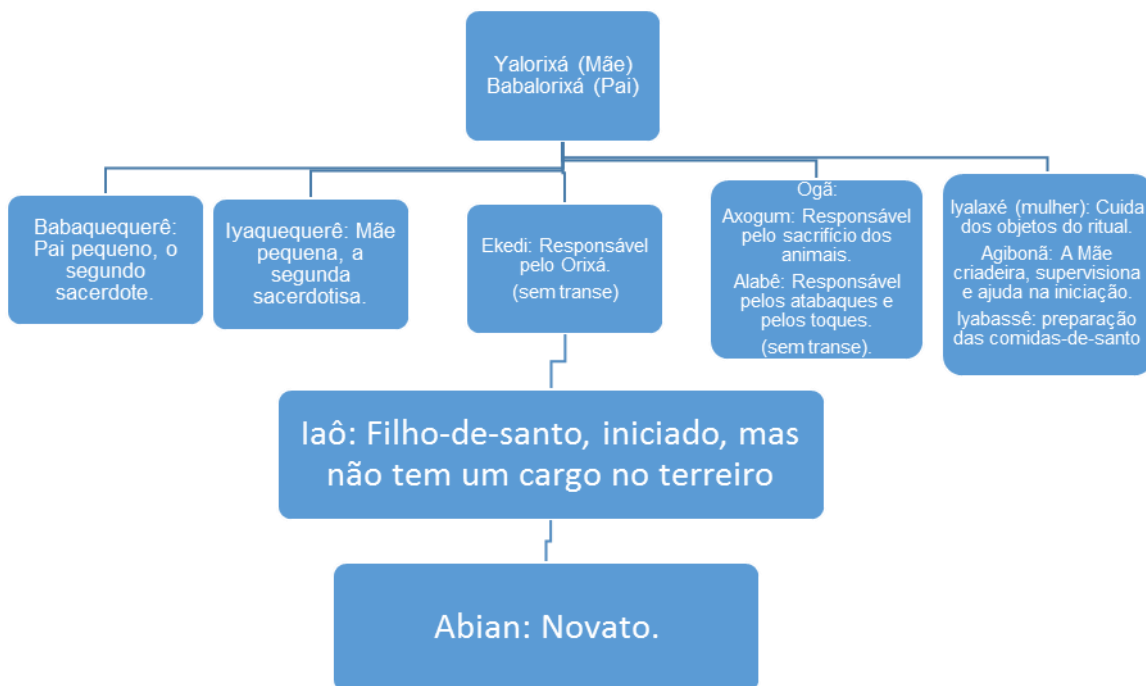 Yalorixá (Mãe)
Babalorixá (Pai)
Babaquequerê:
Pai pequeno, o
segundo
sacerdote.
Iyaquequerê: Mãe
pequena, a
segunda
sacerdotisa.
Ekedi: Responsável
pelo Orixá.
(sem transe)
Ogã:
Axogum: Responsável
pelo sacrifício dos
animais.
Alabê: Responsável
pelos atabaques e
pelos toques.
(sem transe).
Iyalaxé (mulher): Cuida
dos objetos do ritual.
Agibonã: A Mãe
criadeira, supervisiona
e ajuda na iniciação.
Iyabassê: preparação
das comidas-de-santo
Iaô: Filho-de-santo, iniciado, mas
não tem um cargo no terreiro
Abian: Novato.